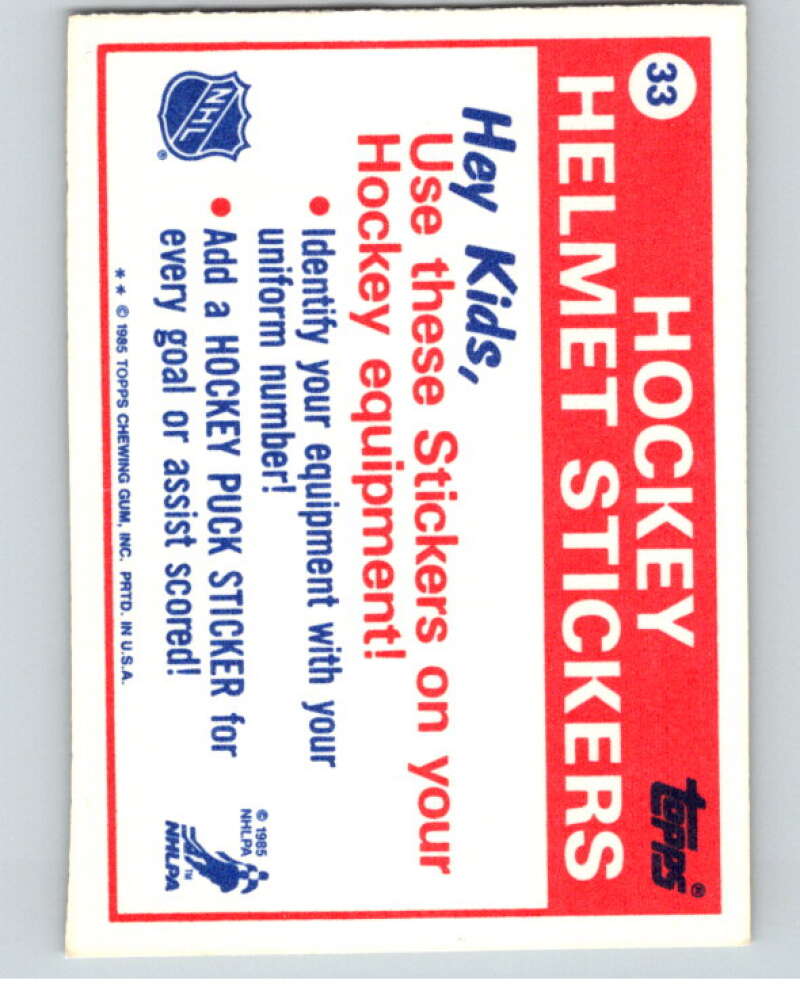 33
HOCKEY
HELMET STICKERS
topps®
Hey Kids,
Use these Stickers on your
Hockey equipment!
• Identify your equipment with your
uniform number!
• Add a HOCKEY PUCK STICKER for
every goal or assist scored!
NHL®
** © 1985 TOPPS CHEWING GUM, INC. PRTD. IN U.S.A.
© 1985
NHLPA
™
NHLPA